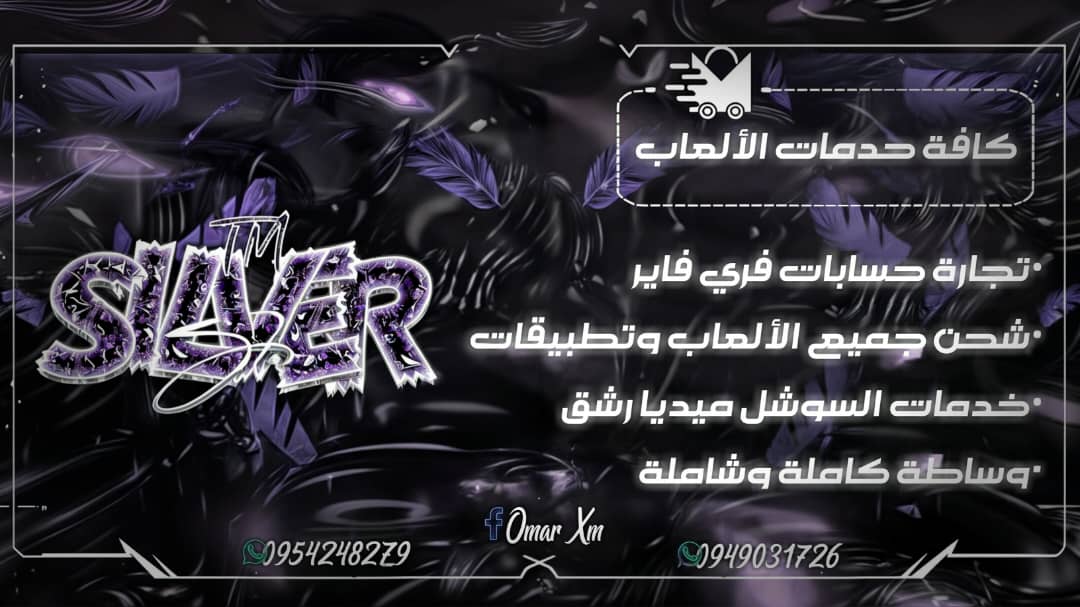 TM
SILVER
كافة خدمات الألعاب
•تجارة حسابات فري فاير
•شحن جميع الألعاب وتطبيقات
•خدمات السوشل ميديا رشق
•وساطة كاملة وشاملة
Omar Xm
0954248279
0949031726